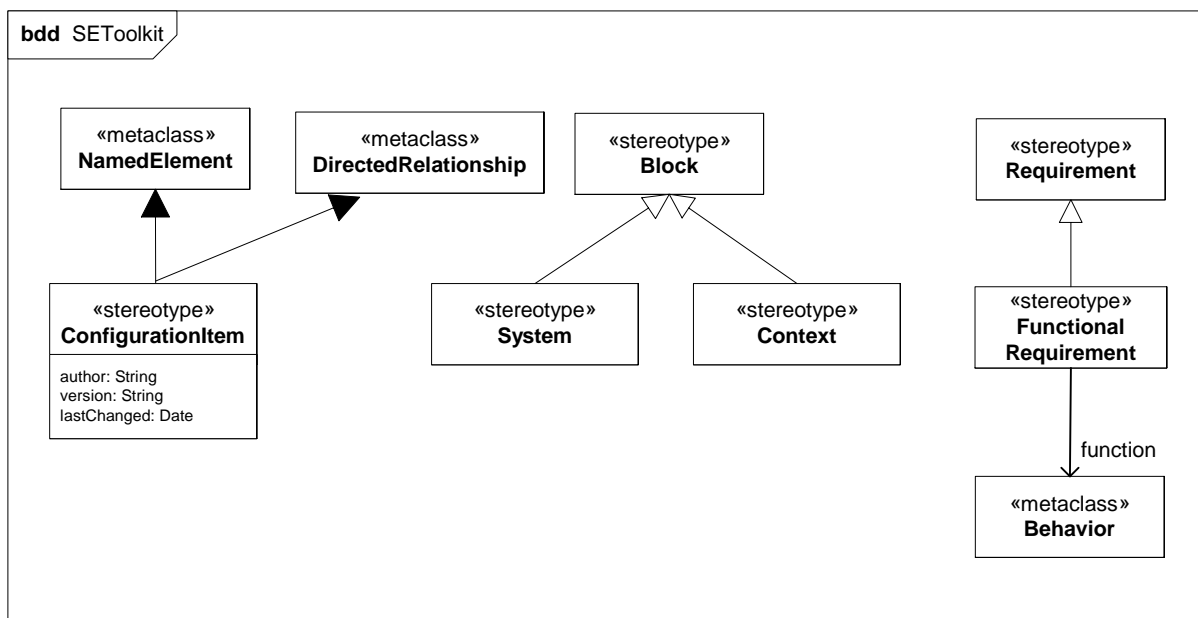 bdd SEToolkit
«metaclass»
NamedElement
«metaclass»
DirectedRelationship
«stereotype»
Block
«stereotype»
Requirement
«stereotype»
ConfigurationItem
author: String
version: String
lastChanged: Date
«stereotype»
System
«stereotype»
Context
«stereotype»
Functional
Requirement
function
«metaclass»
Behavior